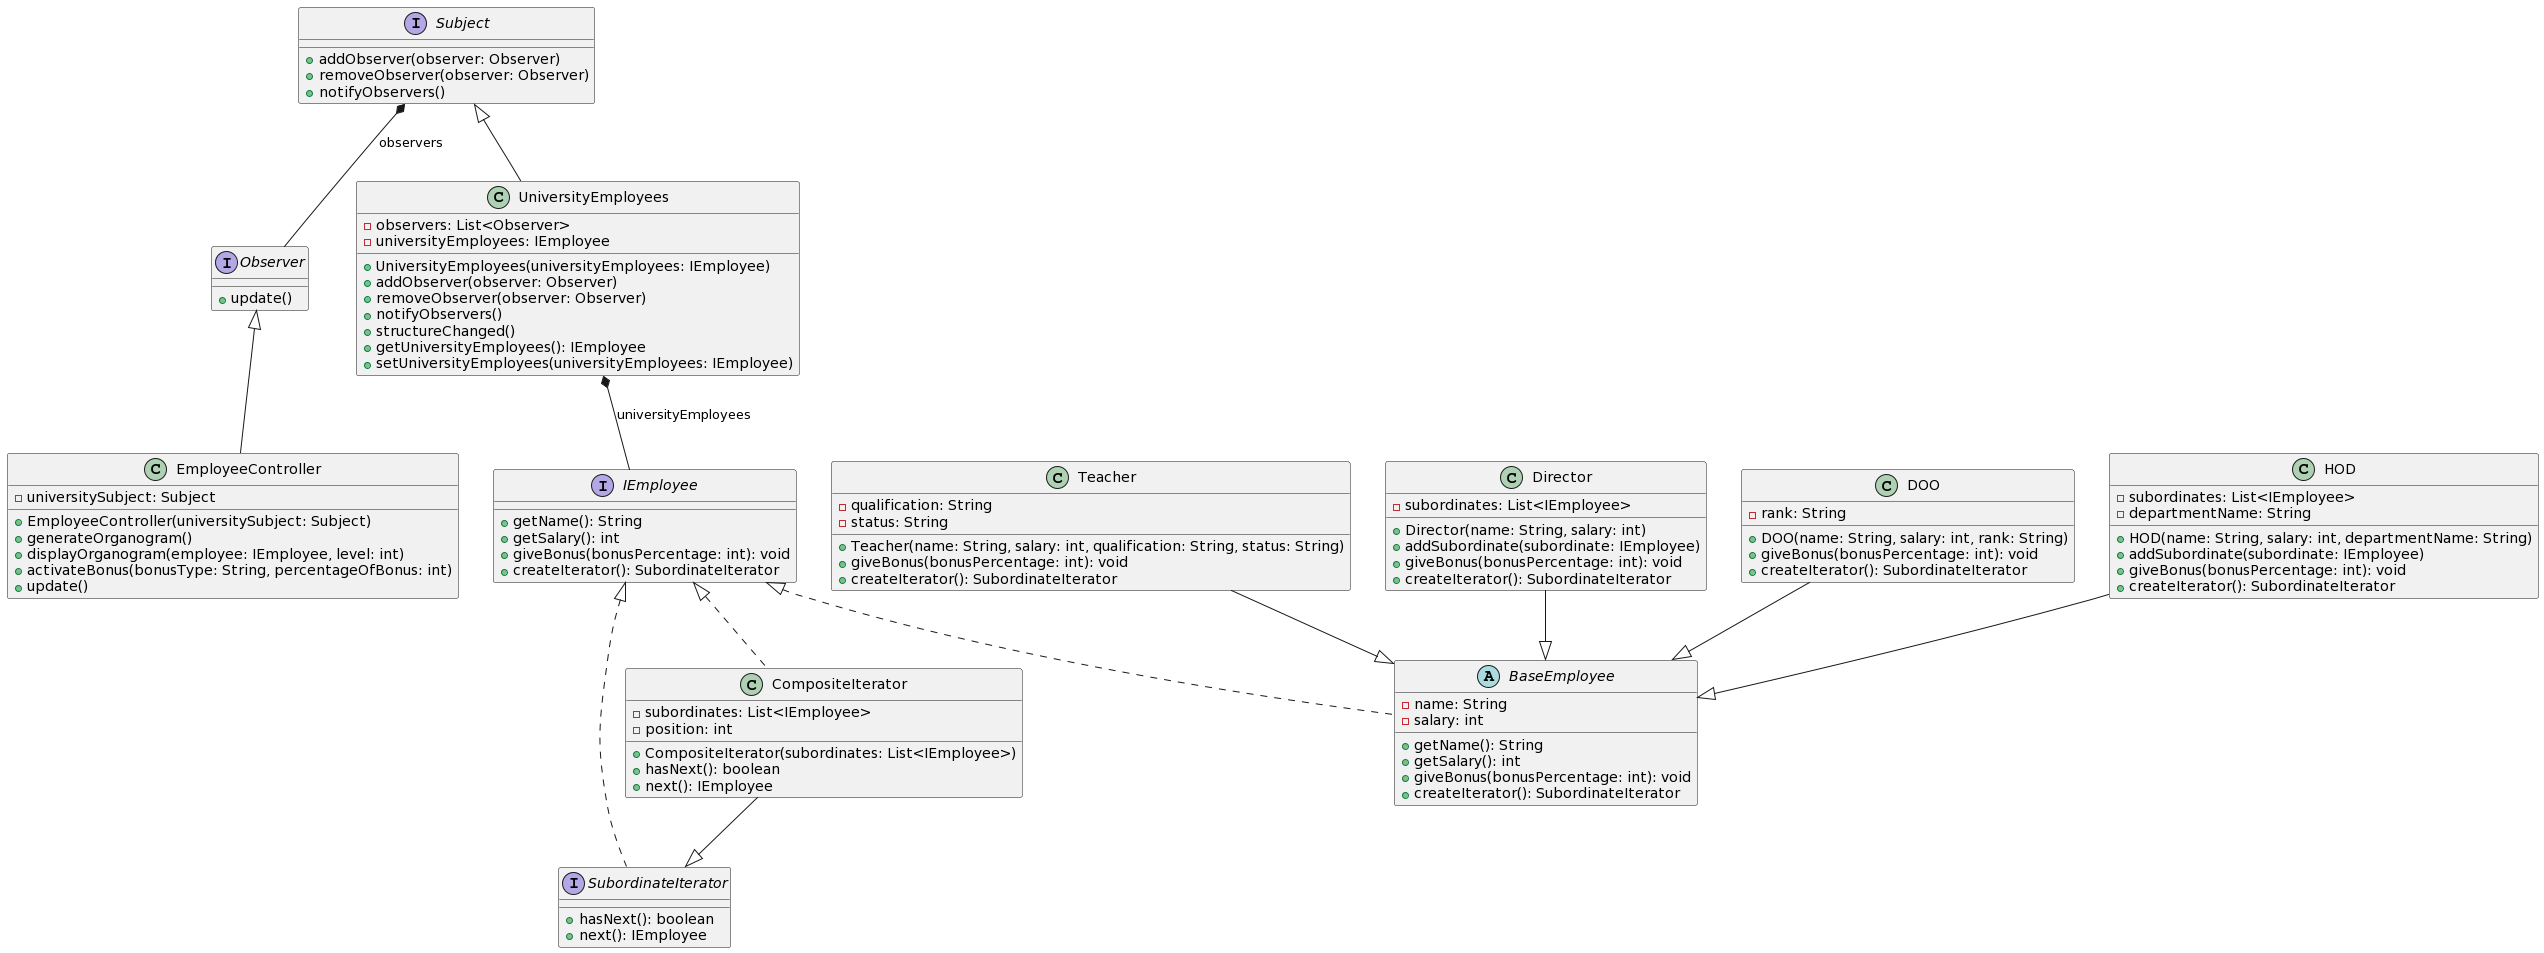 I Subject
addObserver(observer: Observer)
removeObserver(observer: Observer)
notifyObservers()
observers
C UniversityEmployees
observers: List<Observer>
universityEmployees: IEmployee
UniversityEmployees(universityEmployees: IEmployee)
addObserver(observer: Observer)
removeObserver(observer: Observer)
notifyObservers()
structureChanged()
getUniversityEmployees(): IEmployee
setUniversityEmployees(universityEmployees: IEmployee)
I Observer
update()
universityEmployees
C EmployeeController
universitySubject: Subject
EmployeeController(universitySubject: Subject)
generateOrganogram()
displayOrganogram(employee: IEmployee, level: int)
activateBonus(bonusType: String, percentageOfBonus: int)
update()
I IEmployee
getName(): String
getSalary(): int
giveBonus(bonusPercentage: int): void
createIterator(): SubordinateIterator
C Teacher
qualification: String
status: String
Teacher(name: String, salary: int, qualification: String, status: String)
giveBonus(bonusPercentage: int): void
createIterator(): SubordinateIterator
C Director
subordinates: List<IEmployee>
Director(name: String, salary: int)
addSubordinate(subordinate: IEmployee)
giveBonus(bonusPercentage: int): void
createIterator(): SubordinateIterator
C DOO
rank: String
DOO(name: String, salary: int, rank: String)
giveBonus(bonusPercentage: int): void
createIterator(): SubordinateIterator
C HOD
subordinates: List<IEmployee>
departmentName: String
HOD(name: String, salary: int, departmentName: String)
addSubordinate(subordinate: IEmployee)
giveBonus(bonusPercentage: int): void
createIterator(): SubordinateIterator
C CompositeIterator
subordinates: List<IEmployee>
position: int
CompositeIterator(subordinates: List<IEmployee>)
hasNext(): boolean
next(): IEmployee
A BaseEmployee
name: String
salary: int
getName(): String
getSalary(): int
giveBonus(bonusPercentage: int): void
createIterator(): SubordinateIterator
I SubordinateIterator
hasNext(): boolean
next(): IEmployee